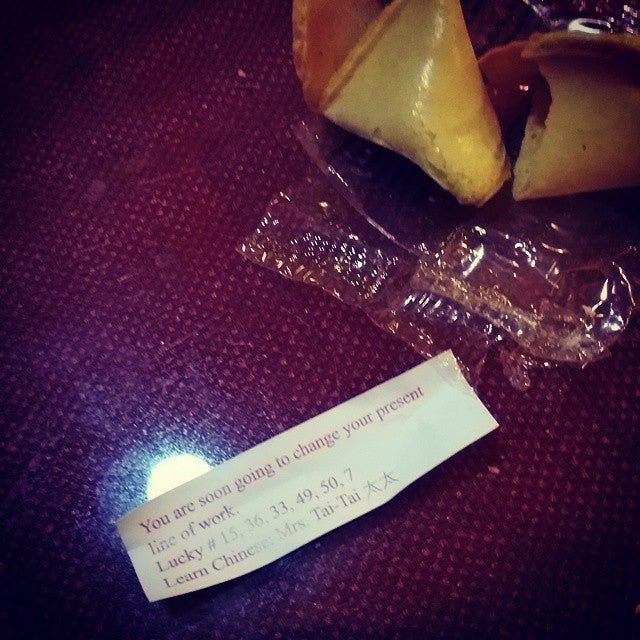 You are soon going to change your present
line of work.
Lucky # 15, 36, 33, 49, 50, 7
Learn Chinese: Mrs, Tai-Tai 太太